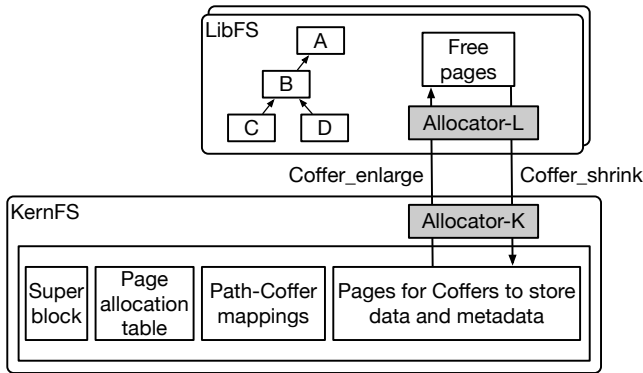 LibFS
A
B
C
D
Free
pages
Allocator-L
Coffer_enlarge
Coffer_shrink
KernFS
Allocator-K
Super
block
Page
allocation
table
Path-Coffer
mappings
Pages for Coffers to store
data and metadata